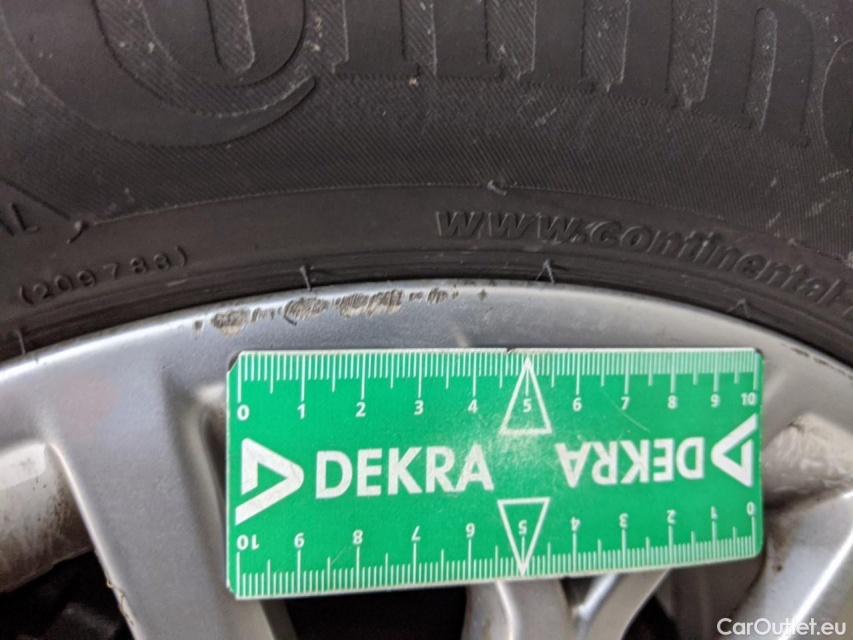 www.continental
(209788)
0 1 2 3 4 5 6 7 8 9 10
DEKRA DEKRA
10 9 8 7 6 5 4 3 2 1 0
CarOutlet.eu